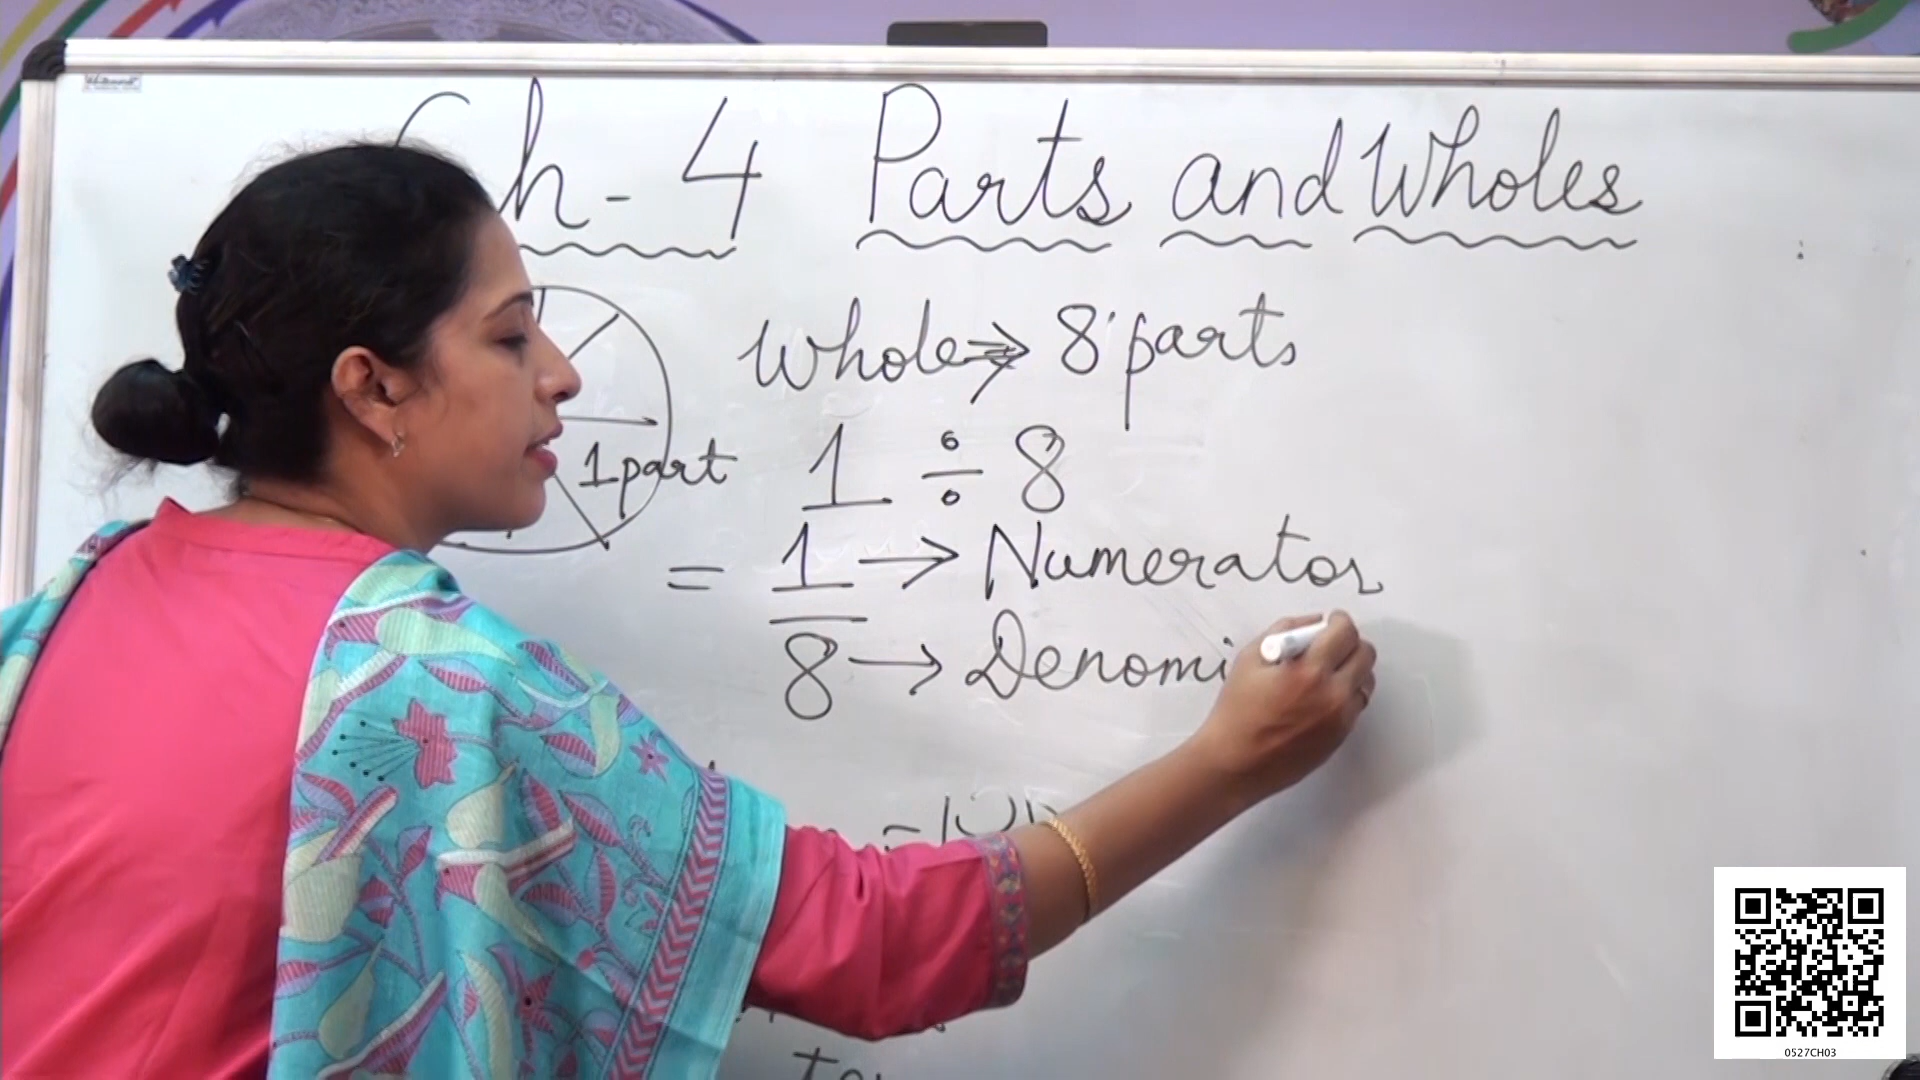 Ch - 4 Parts and Wholes
Whole → 8 parts
1 part
1 ÷ 8
= 1 → Numerator
8 → Denomi
0527CH03